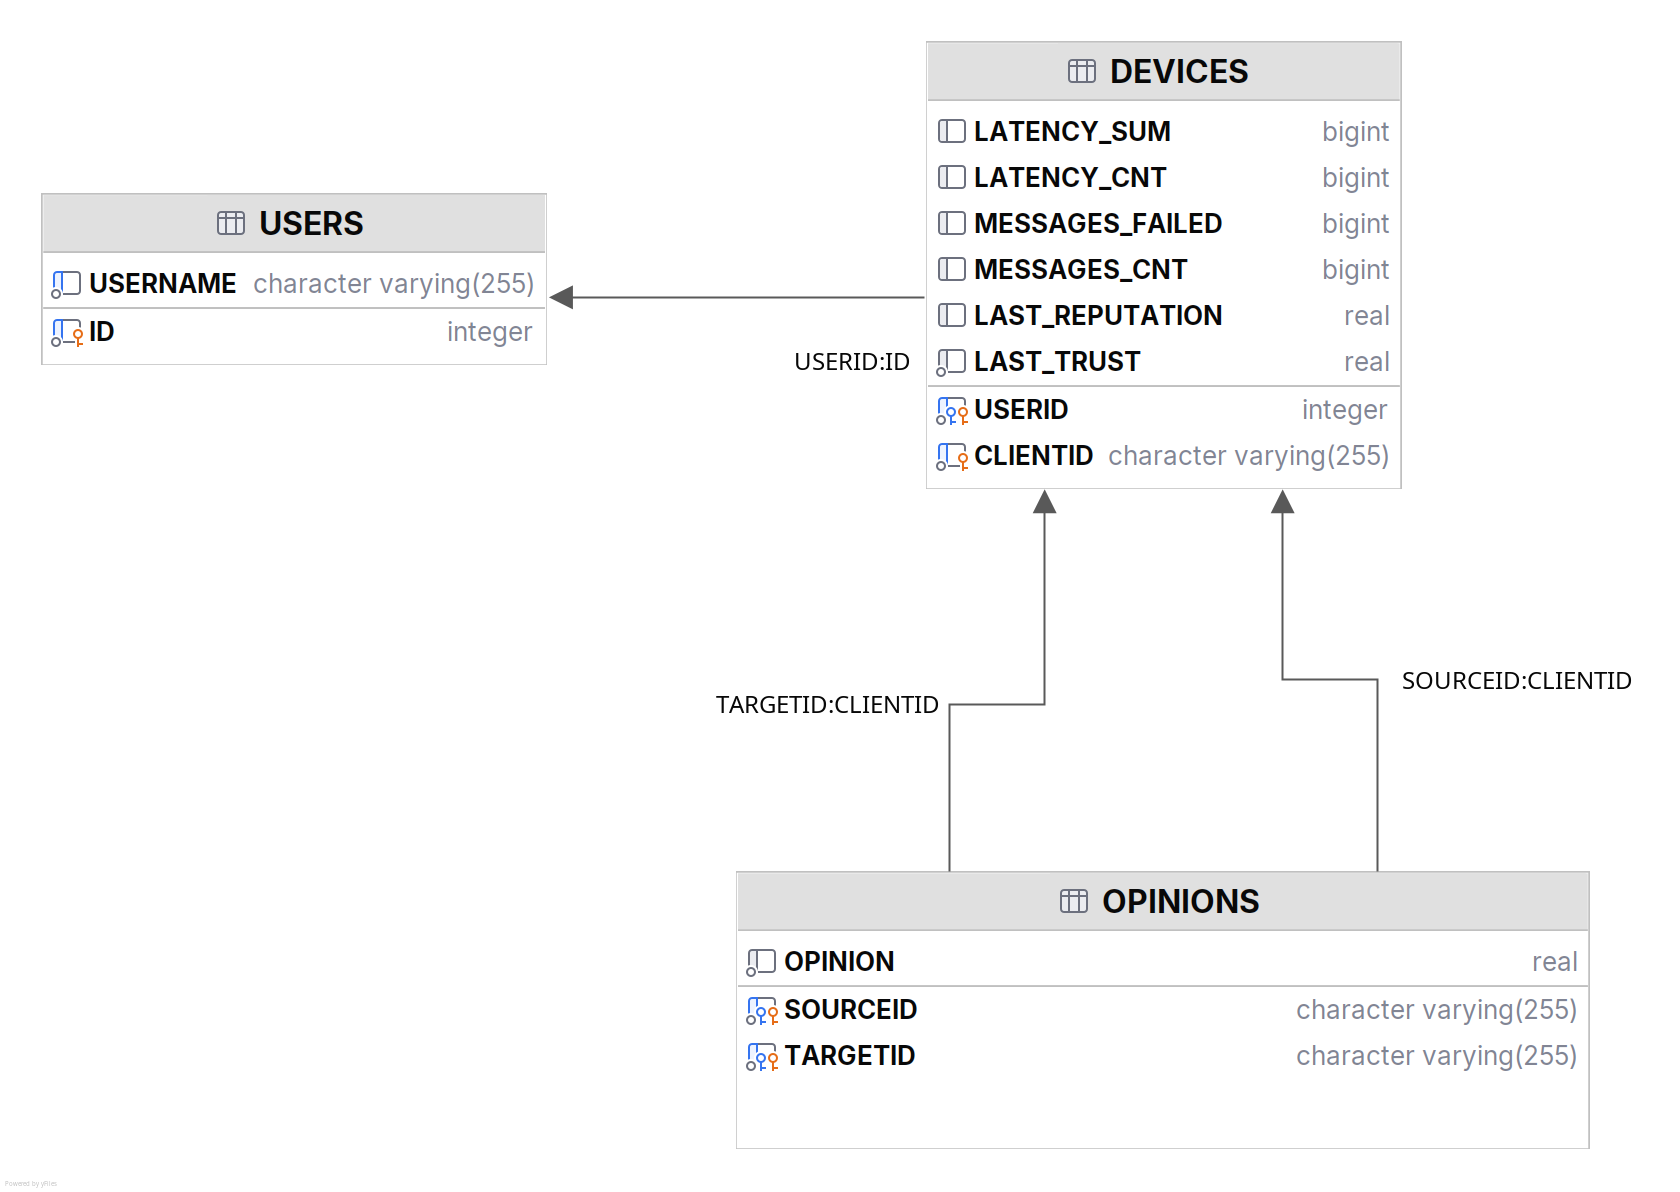 DEVICES
LATENCY_SUM bigint
LATENCY_CNT bigint
MESSAGES_FAILED bigint
MESSAGES_CNT bigint
LAST_REPUTATION real
LAST_TRUST real
USERID integer
CLIENTID character varying(255)
USERS
USERNAME character varying(255)
ID integer
USERID:ID
TARGETID:CLIENTID
SOURCEID:CLIENTID
OPINIONS
OPINION real
SOURCEID character varying(255)
TARGETID character varying(255)
Powered by yFiles